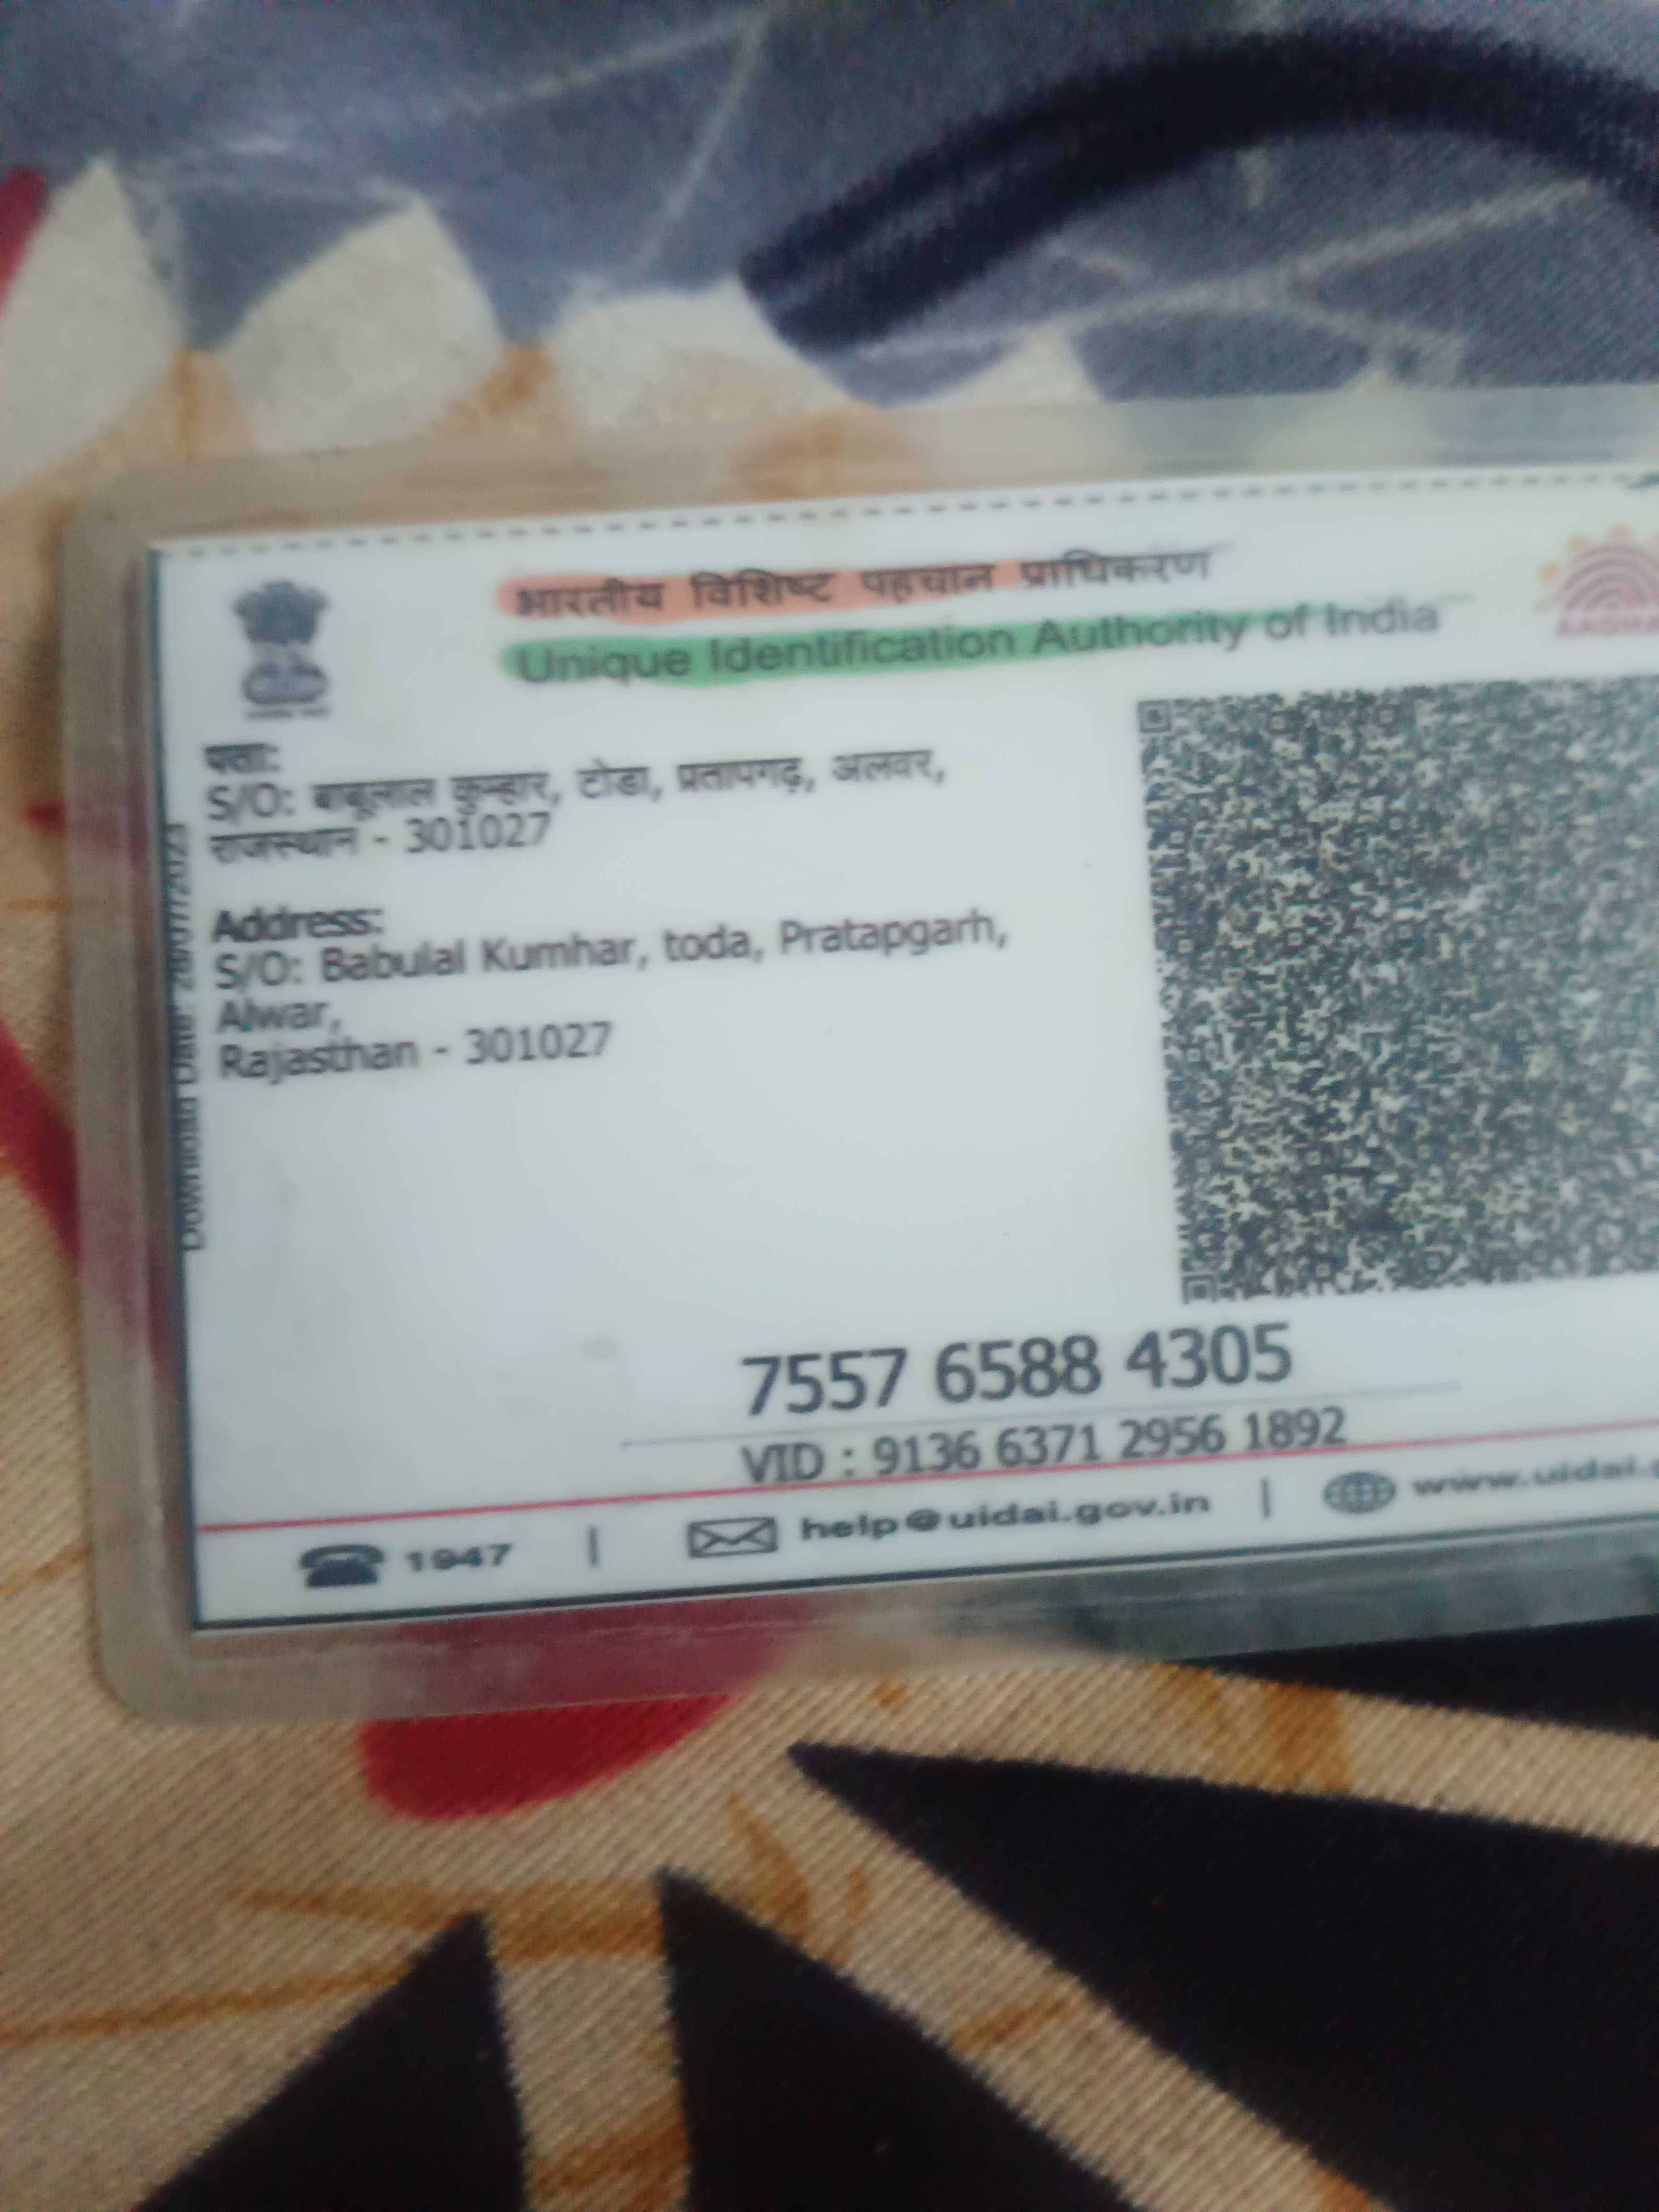 भारतीय विशिष्ट पहचान प्राधिकरण
Unique Identification Authority of India
पता:
S/O: बाबूलाल कुम्हार, टोडा, प्रतापगढ़, अलवर,
राजस्थान - 301027
Address:
S/O: Babulal Kumhar, toda, Pratapgarh,
Alwar,
Rajasthan - 301027
Download Date:
7557 6588 4305
VID : 9136 6371 2956 1892
1947 | help@uidai.gov.in | www.uidai.g